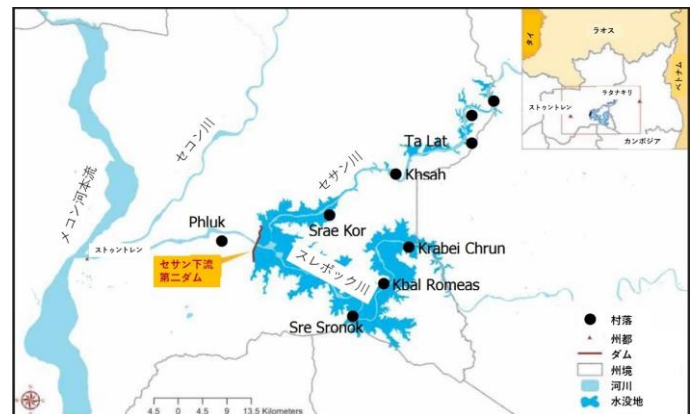 タイ
ラオス
ベトナム
ラタナキリ
ストゥントレン
カンボジア
メコン河本流
セコン川
セサン川
Ta Lat
Khsah
Phluk
Srae Kor
ストゥントレン
Krabei Chrun
セサン下流
第二ダム
スレポック川
Kbal Romeas
Sre Sronok
村落
州都
ダム
州境
河川
水没地
4.5 0 4.5 9 13.5 Kilometers